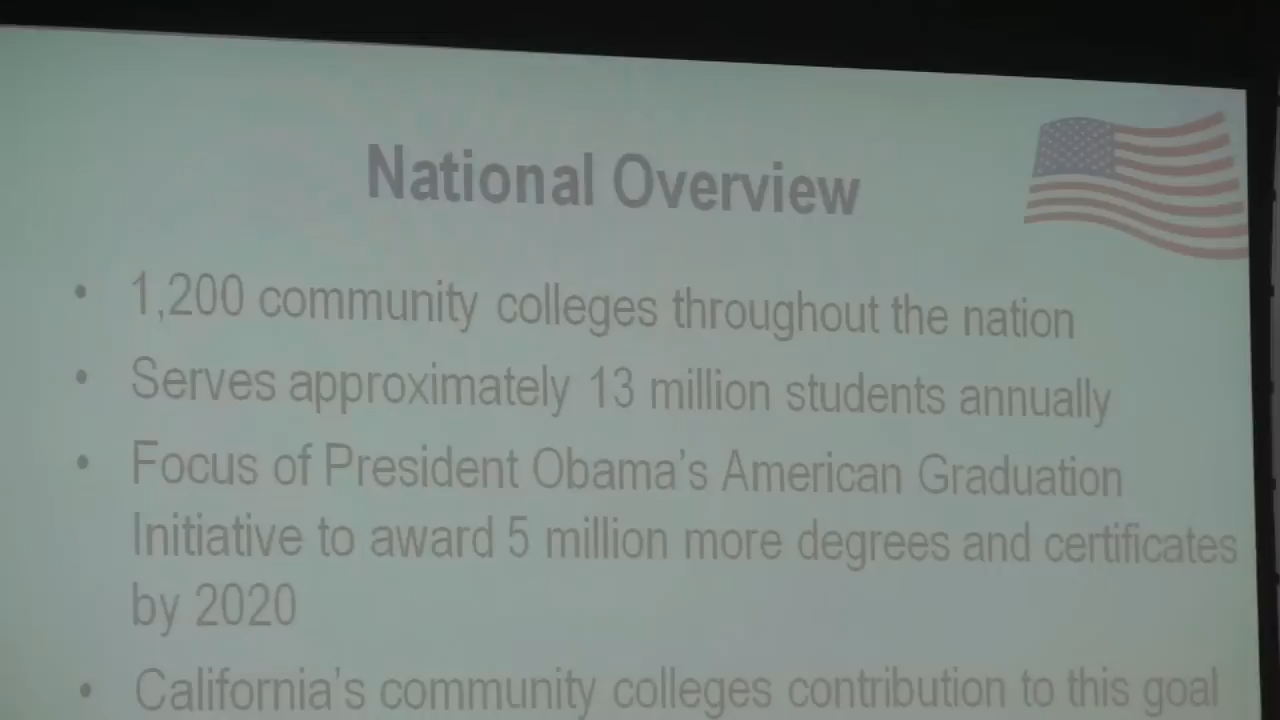 National Overview
• 1,200 community colleges throughout the nation
• Serves approximately 13 million students annually
• Focus of President Obama's American Graduation
Initiative to award 5 million more degrees and certificates
by 2020
• California's community colleges contribution to this goal